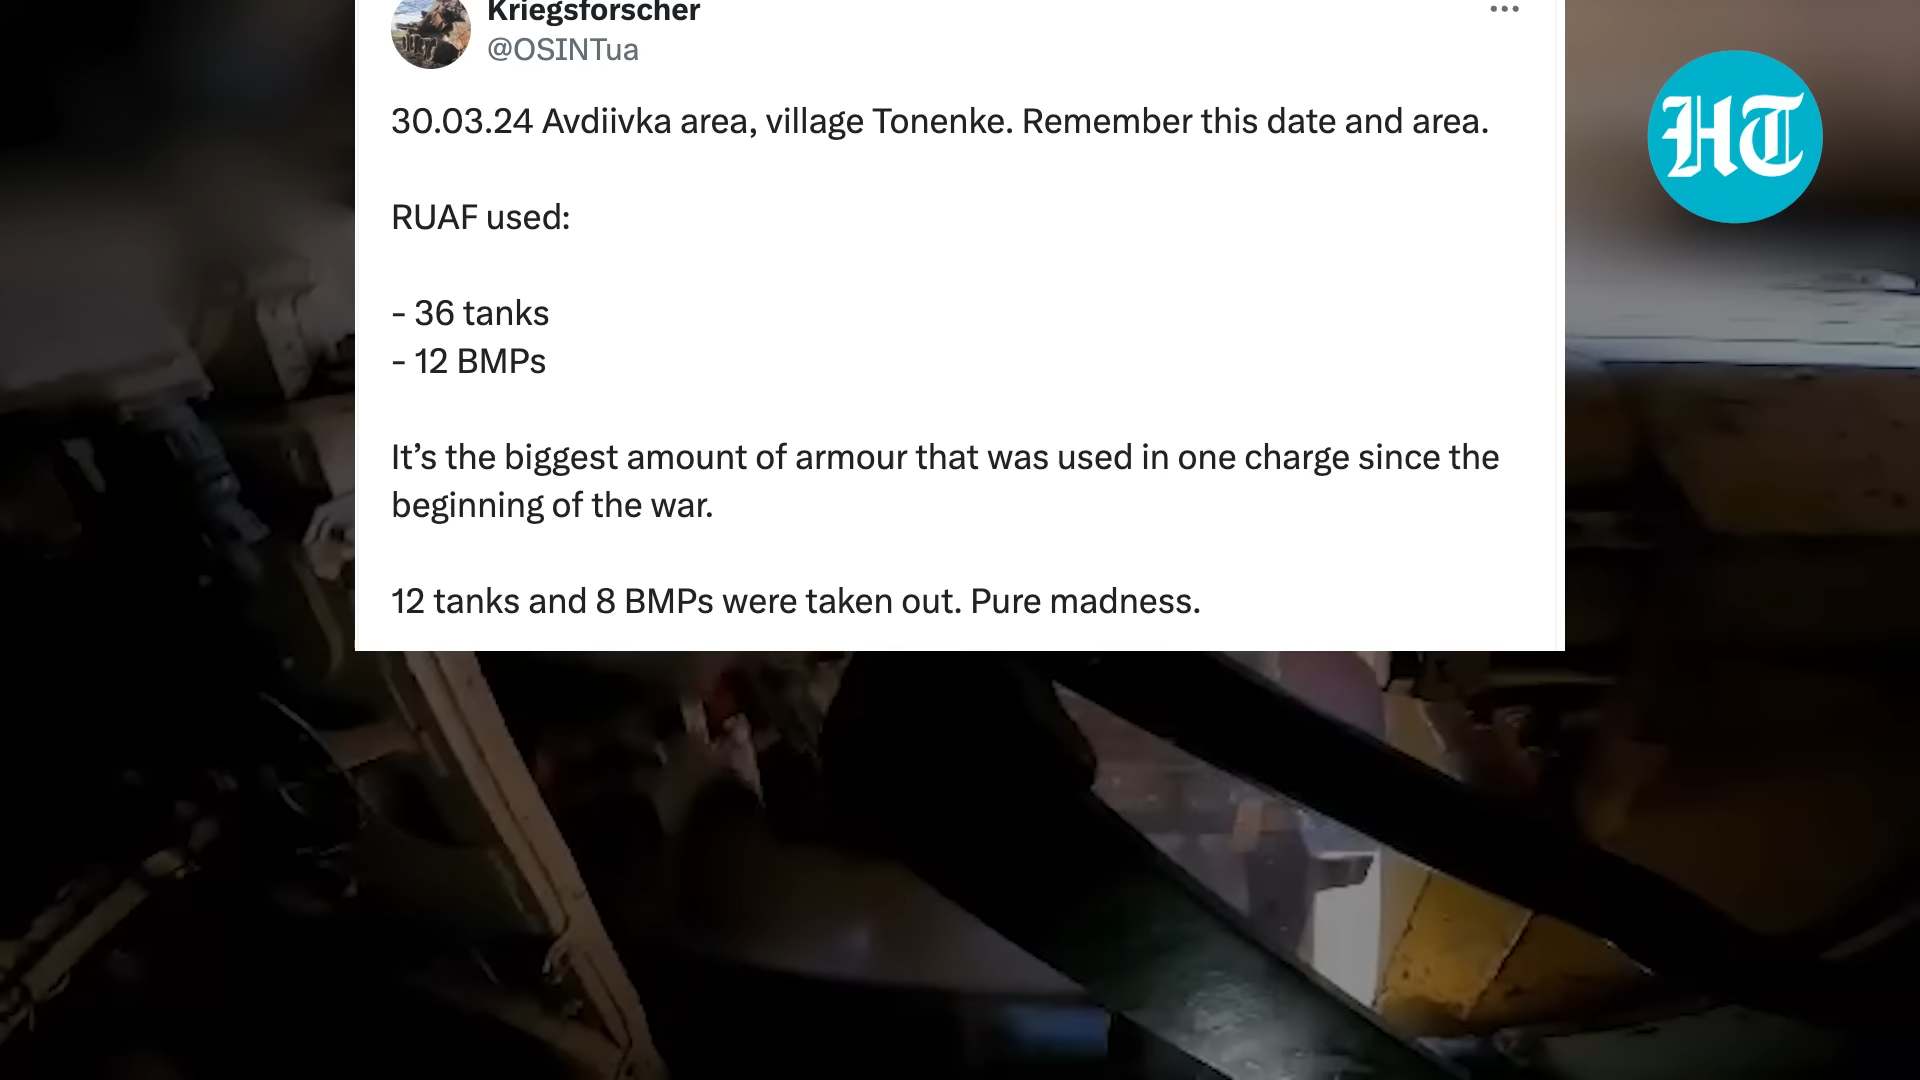 Kriegsforscher
@OSINTua
30.03.24 Avdiivka area, village Tonenke. Remember this date and area.
RUAF used:
- 36 tanks
- 12 BMPs
It’s the biggest amount of armour that was used in one charge since the
beginning of the war.
12 tanks and 8 BMPs were taken out. Pure madness.
HT